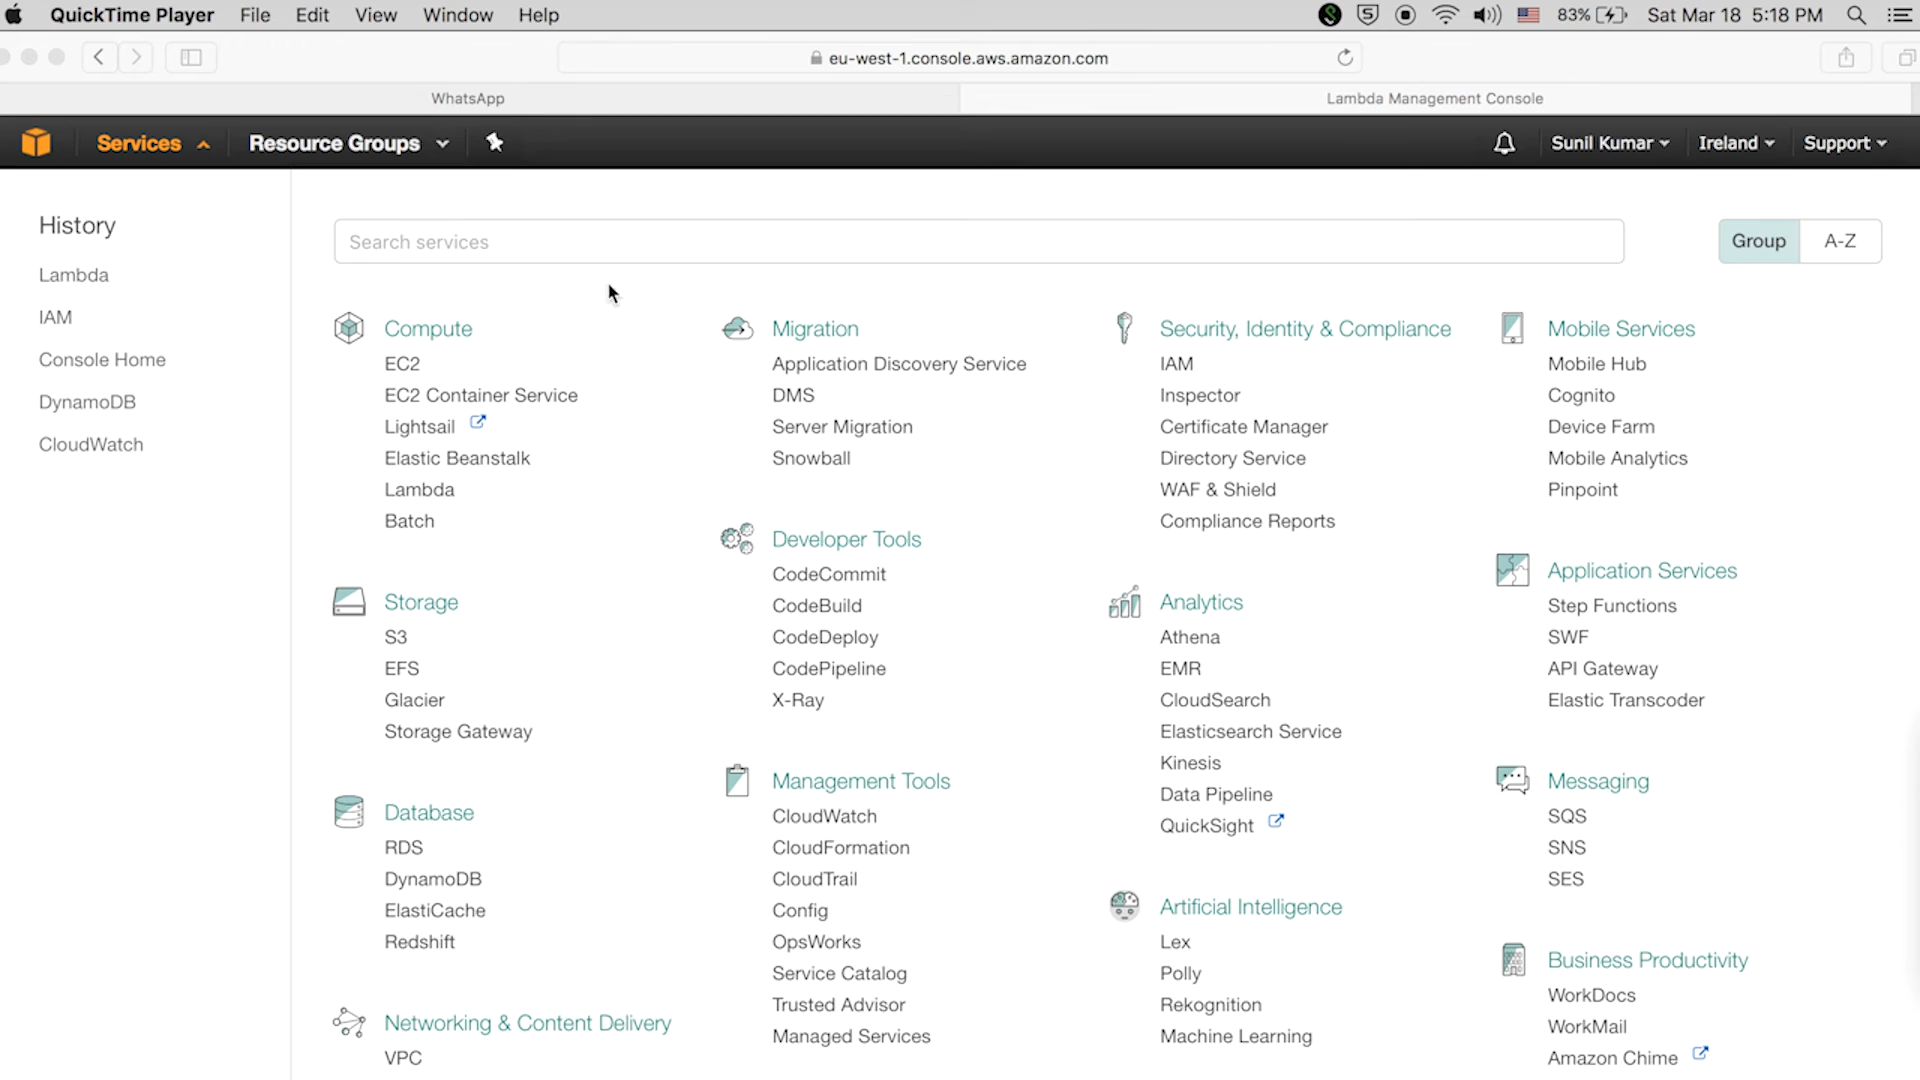 QuickTime Player File Edit View Window Help 83% Sat Mar 18 5:18 PM
eu-west-1.console.aws.amazon.com
WhatsApp Lambda Management Console
Services Resource Groups Sunil Kumar Ireland Support
History
Lambda
IAM
Console Home
DynamoDB
CloudWatch
Search services
Group A-Z
Compute
EC2
EC2 Container Service
Lightsail
Elastic Beanstalk
Lambda
Batch
Storage
S3
EFS
Glacier
Storage Gateway
Database
RDS
DynamoDB
ElastiCache
Redshift
Networking & Content Delivery
VPC
Migration
Application Discovery Service
DMS
Server Migration
Snowball
Developer Tools
CodeCommit
CodeBuild
CodeDeploy
CodePipeline
X-Ray
Management Tools
CloudWatch
CloudFormation
CloudTrail
Config
OpsWorks
Service Catalog
Trusted Advisor
Managed Services
Security, Identity & Compliance
IAM
Inspector
Certificate Manager
Directory Service
WAF & Shield
Compliance Reports
Analytics
Athena
EMR
CloudSearch
Elasticsearch Service
Kinesis
Data Pipeline
QuickSight
Artificial Intelligence
Lex
Polly
Rekognition
Machine Learning
Mobile Services
Mobile Hub
Cognito
Device Farm
Mobile Analytics
Pinpoint
Application Services
Step Functions
SWF
API Gateway
Elastic Transcoder
Messaging
SQS
SNS
SES
Business Productivity
WorkDocs
WorkMail
Amazon Chime